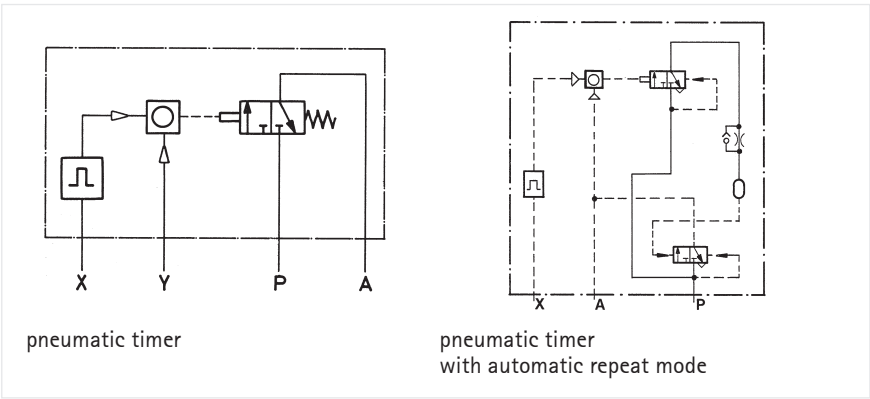 X Y P A
pneumatic timer
X A P
pneumatic timer
with automatic repeat mode